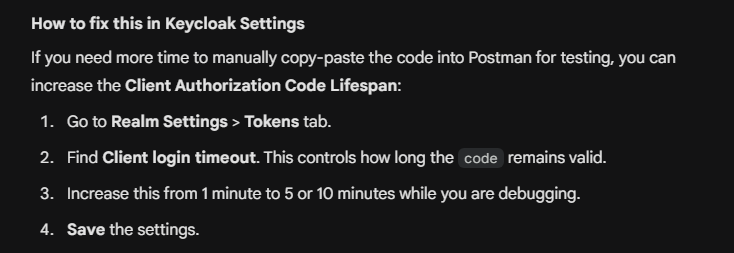 How to fix this in Keycloak Settings
If you need more time to manually copy-paste the code into Postman for testing, you can
increase the Client Authorization Code Lifespan:
1. Go to Realm Settings > Tokens tab.
2. Find Client login timeout. This controls how long the code remains valid.
3. Increase this from 1 minute to 5 or 10 minutes while you are debugging.
4. Save the settings.